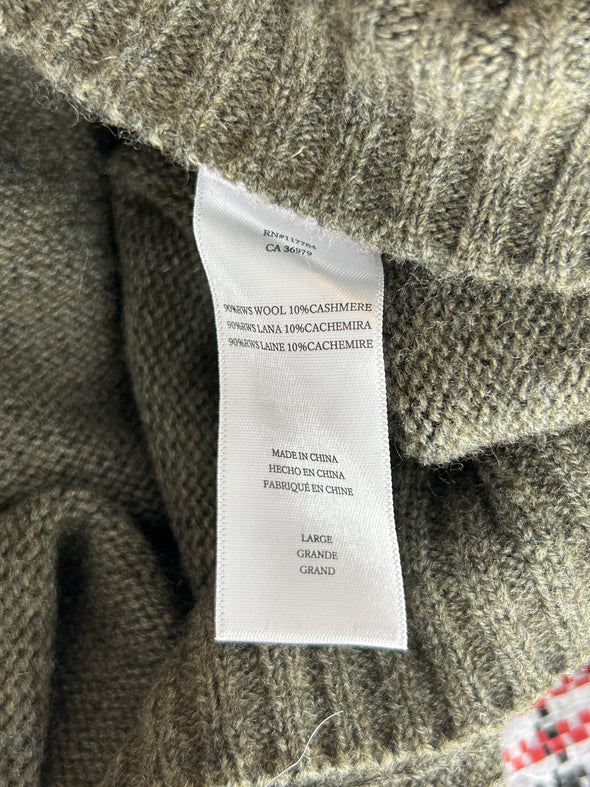 RN#117784
CA 36979
90%RWS WOOL 10%CASHMERE
90%RWS LANA 10%CACHEMIRA
90%RWS LAINE 10%CACHEMIRE
MADE IN CHINA
HECHO EN CHINA
FABRIQUÉ EN CHINE
LARGE
GRANDE
GRAND